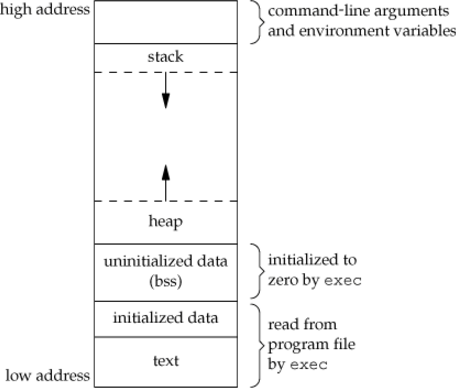 high address
command-line arguments
and environment variables
stack
heap
uninitialized data
(bss)
initialized to
zero by exec
initialized data
read from
program file
by exec
text
low address